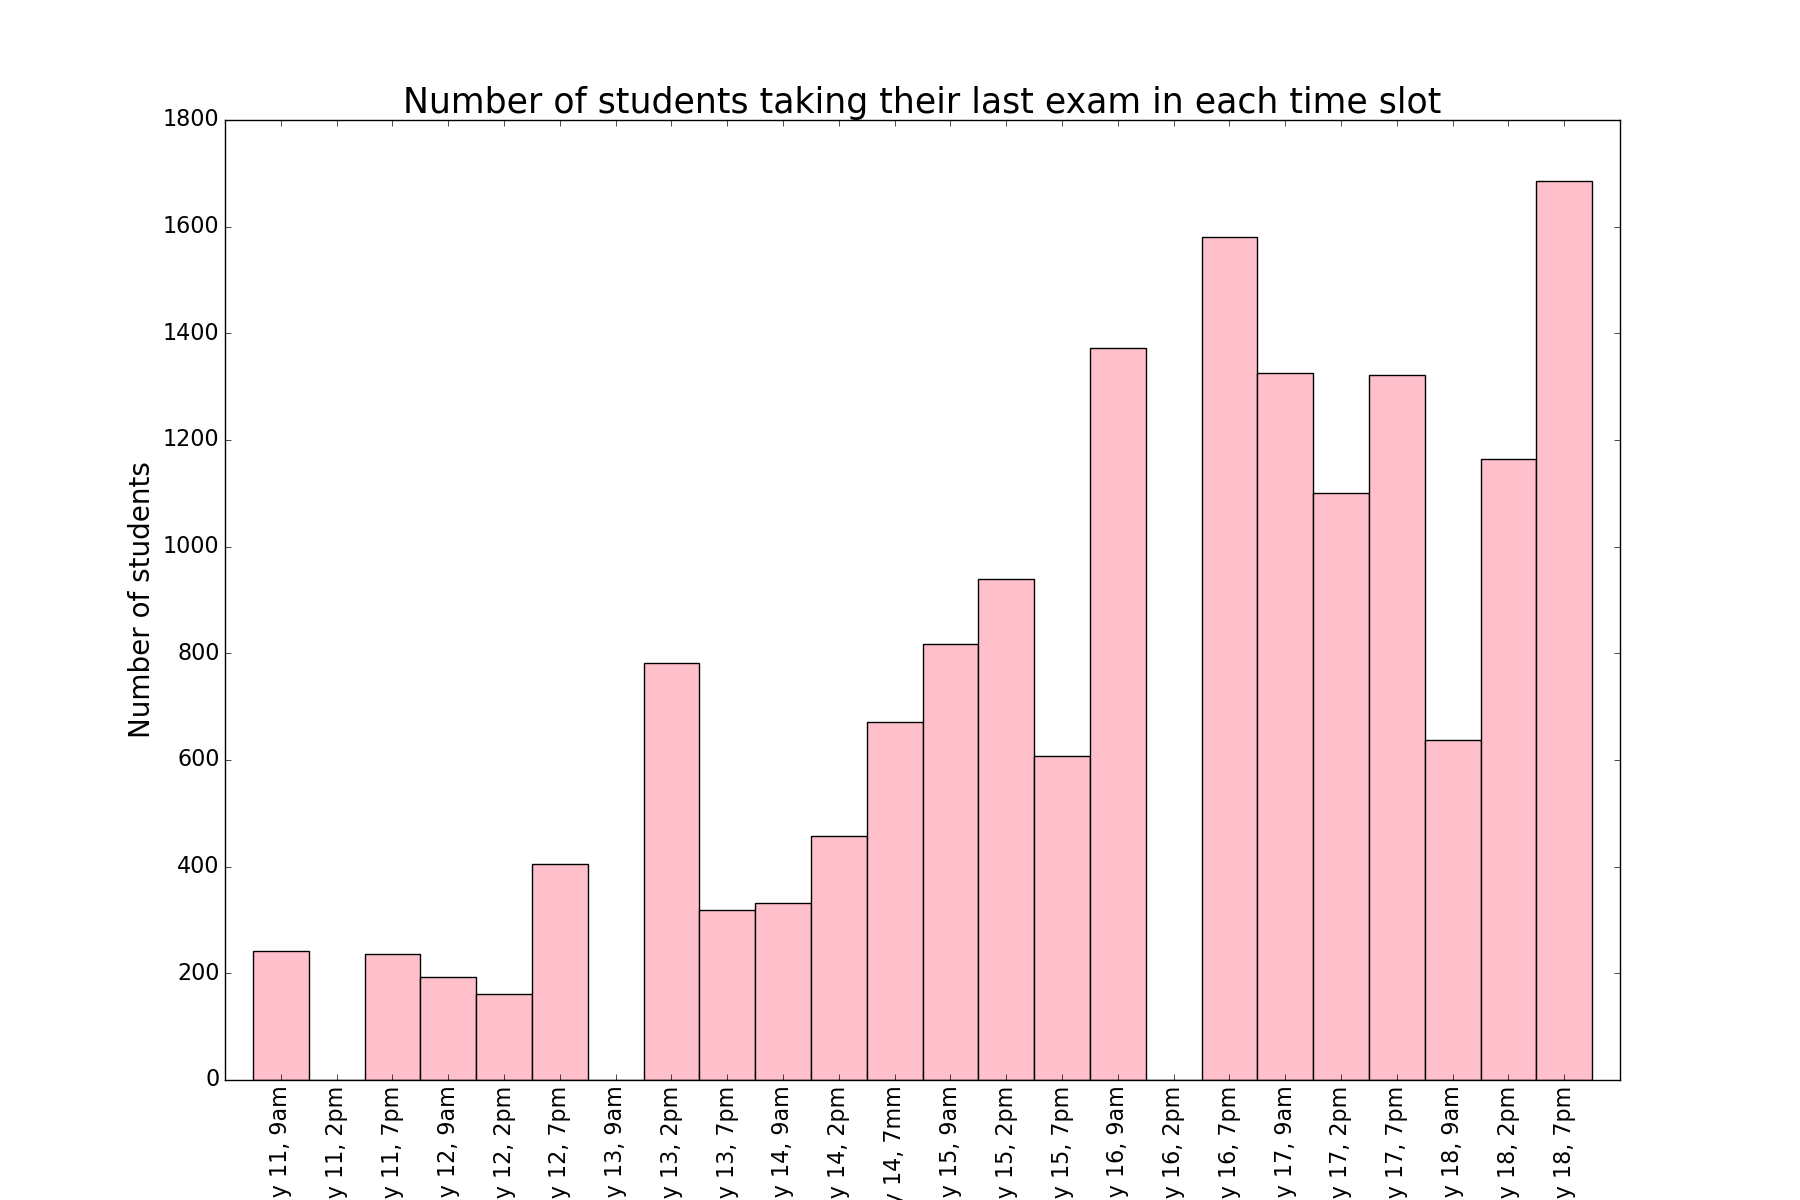 Number of students taking their last exam in each time slot
1800
1600
1400
1200
1000
800
600
400
200
0
Number of students
y 11, 9am
y 11, 2pm
y 11, 7pm
y 12, 9am
y 12, 2pm
y 12, 7pm
y 13, 9am
y 13, 2pm
y 13, 7pm
y 14, 9am
y 14, 2pm
y 14, 7mm
y 15, 9am
y 15, 2pm
y 15, 7pm
y 16, 9am
y 16, 2pm
y 16, 7pm
y 17, 9am
y 17, 2pm
y 17, 7pm
y 18, 9am
y 18, 2pm
y 18, 7pm